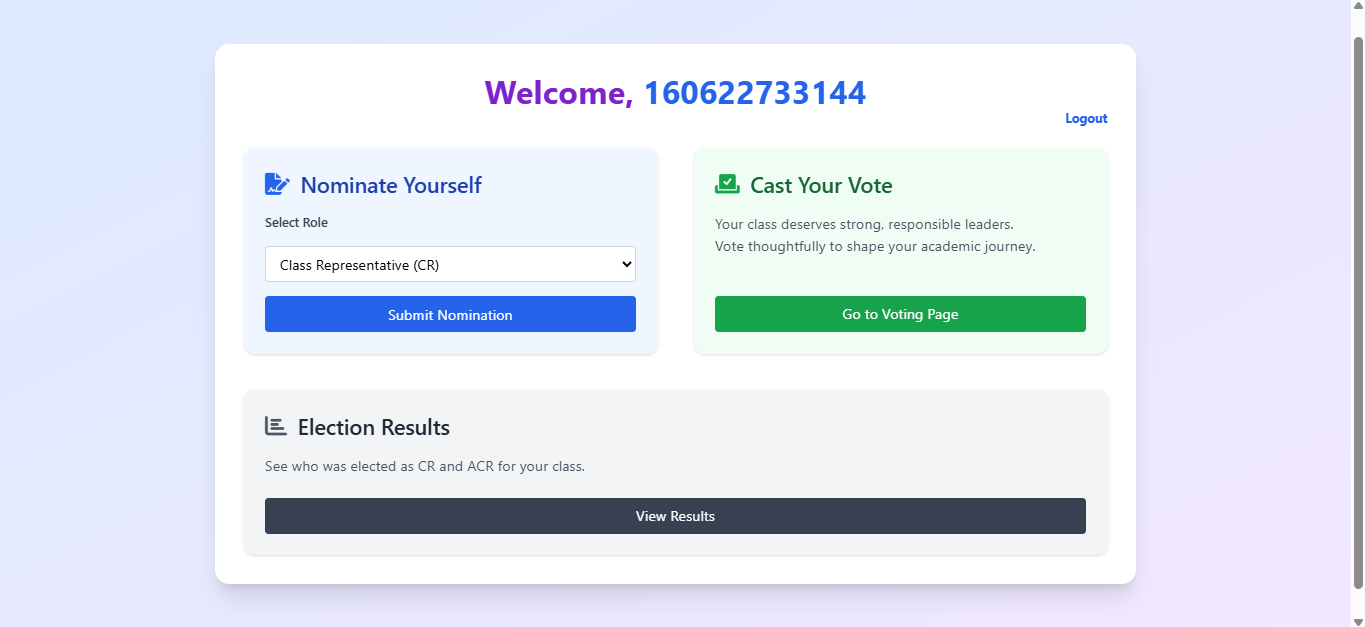 Welcome, 160622733144
Logout
Nominate Yourself
Select Role
Class Representative (CR)
Submit Nomination
Cast Your Vote
Your class deserves strong, responsible leaders.
Vote thoughtfully to shape your academic journey.
Go to Voting Page
Election Results
See who was elected as CR and ACR for your class.
View Results